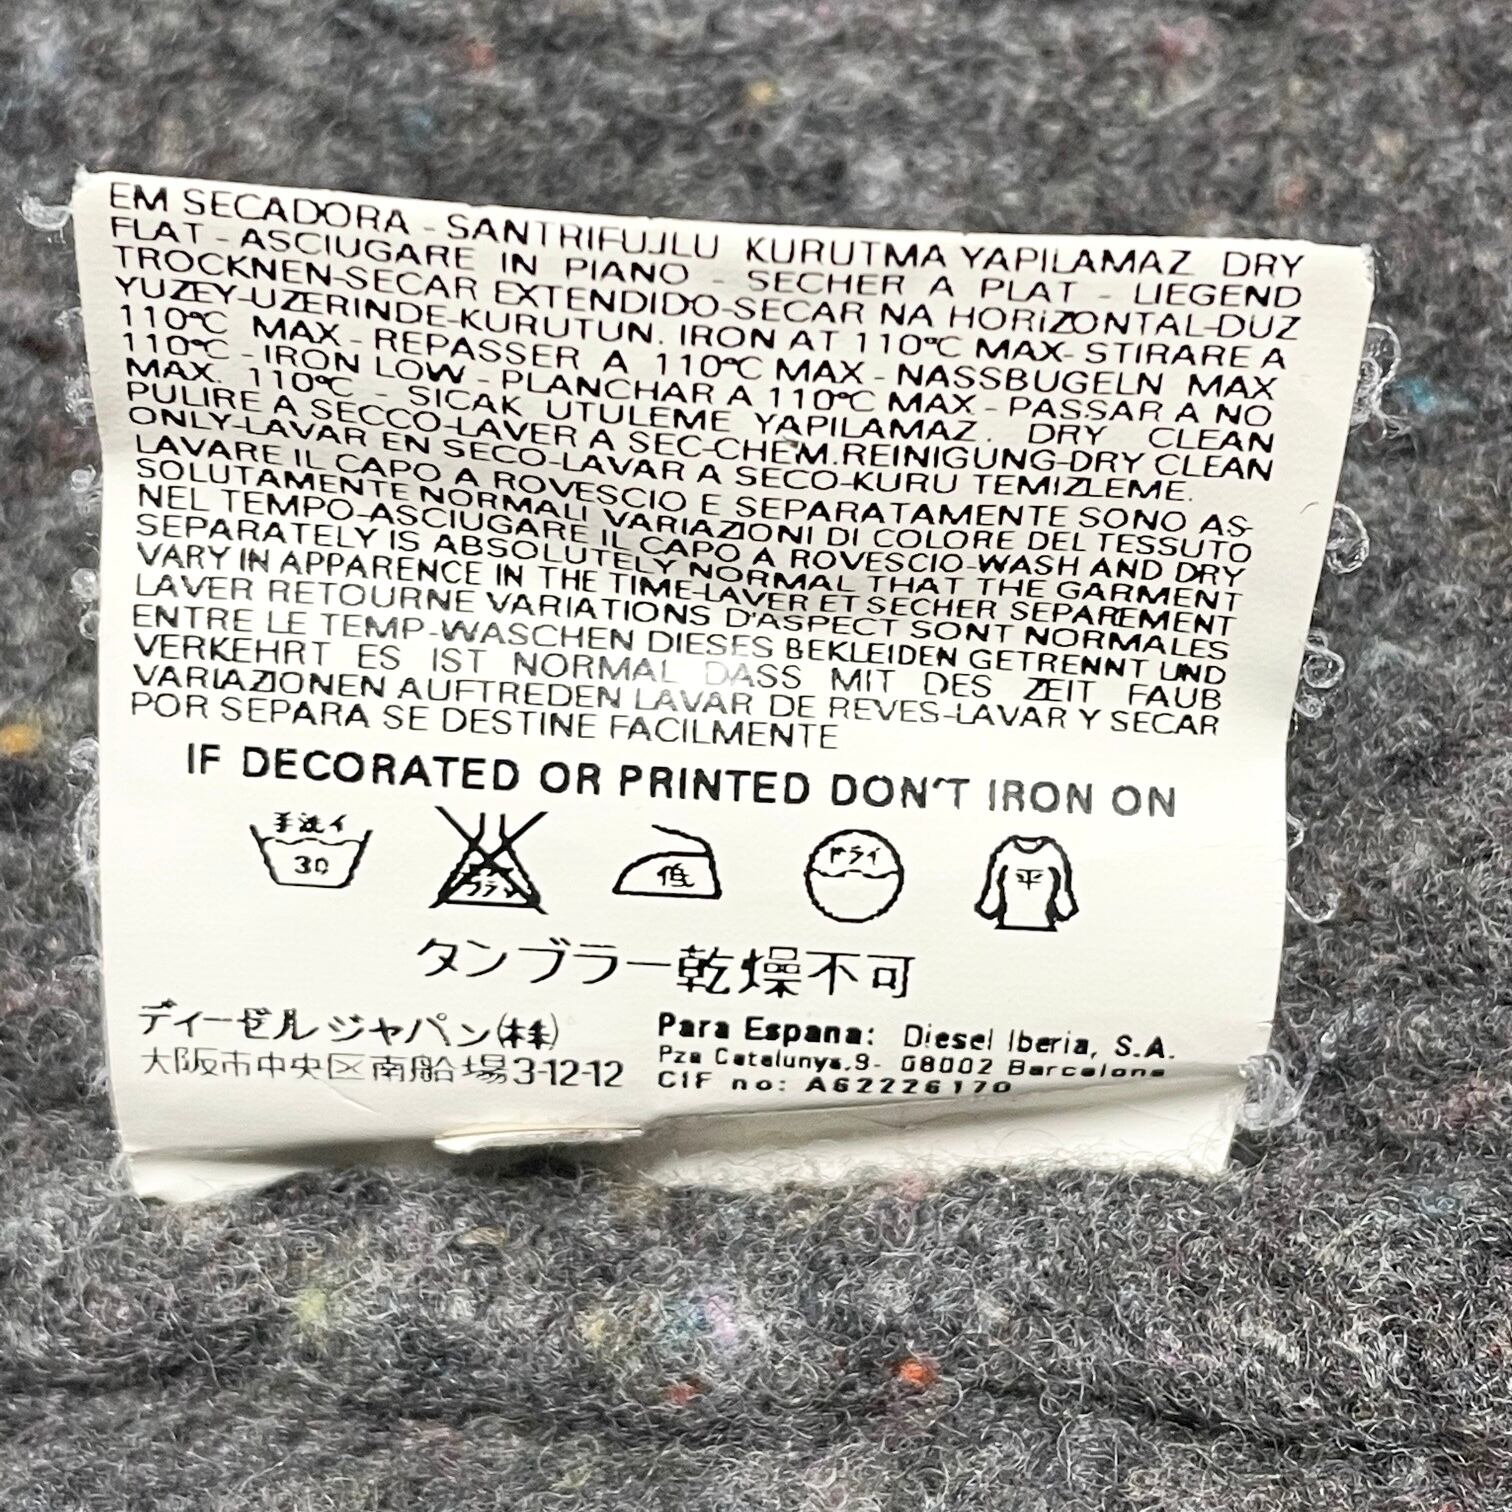 EM SECADORA - SANTRIFUJLU KURUTMA YAPILAMAZ DRY
FLAT - ASCIUGARE IN PIANO - SECHER A PLAT - LIEGEND
TROCKNEN-SECAR EXTENDIDO-SECAR NA HORİZONTAL-DUZ
YUZEY-UZERINDE-KURUTUN. IRON AT 110°C MAX- STIRARE A
110°C MAX - REPASSER A 110°C MAX - NASSBUGELN MAX
110°C - IRON LOW - PLANCHAR A 110°C MAX - PASSAR A NO
MAX. 110°C - SICAK UTULEME YAPILAMAZ. DRY CLEAN
PULIRE A SECCO-LAVER A SEC-CHEM.REINIGUNG-DRY CLEAN
ONLY-LAVAR EN SECO-LAVAR A SECO-KURU TEMIZLEME.
LAVARE IL CAPO A ROVESCIO E SEPARATAMENTE SONO AS-
SOLUTAMENTE NORMALI VARIAZIONI DI COLORE DEL TESSUTO
NEL TEMPO-ASCIUGARE IL CAPO A ROVESCIO-WASH AND DRY
SEPARATELY IS ABSOLUTELY NORMAL THAT THE GARMENT
VARY IN APPARENCE IN THE TIME-LAVER ET SECHER SEPAREMENT
LAVER RETOURNE VARIATIONS D'ASPECT SONT NORMALES
ENTRE LE TEMP-WASCHEN DIESES BEKLEIDEN GETRENNT UND
VERKEHRT ES IST NORMAL DASS MIT DES ZEIT FAUB
VARIAZIONEN AUFTREDEN LAVAR DE REVES-LAVAR Y SECAR
POR SEPARA SE DESTINE FACILMENTE
IF DECORATED OR PRINTED DON'T IRON ON
手洗イ
30
低
ドライ
平
タンブラー乾燥不可
ディーゼルジャパン(株)
大阪市中央区南船場3-12-12
Para Espana: Diesel Iberia, S.A.
Pza Catalunya,9- 08002 Barcelona
CIF no: A62226170